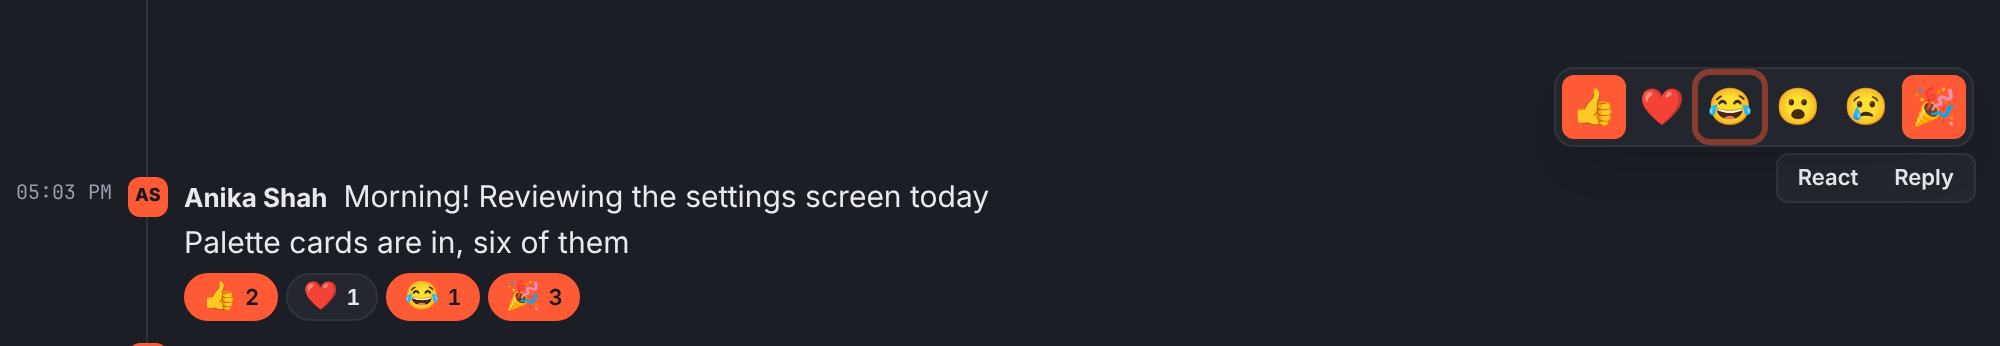 React Reply
05:03 PM AS Anika Shah Morning! Reviewing the settings screen today
Palette cards are in, six of them
👍 2 ❤️ 1 😂 1 🎉 3